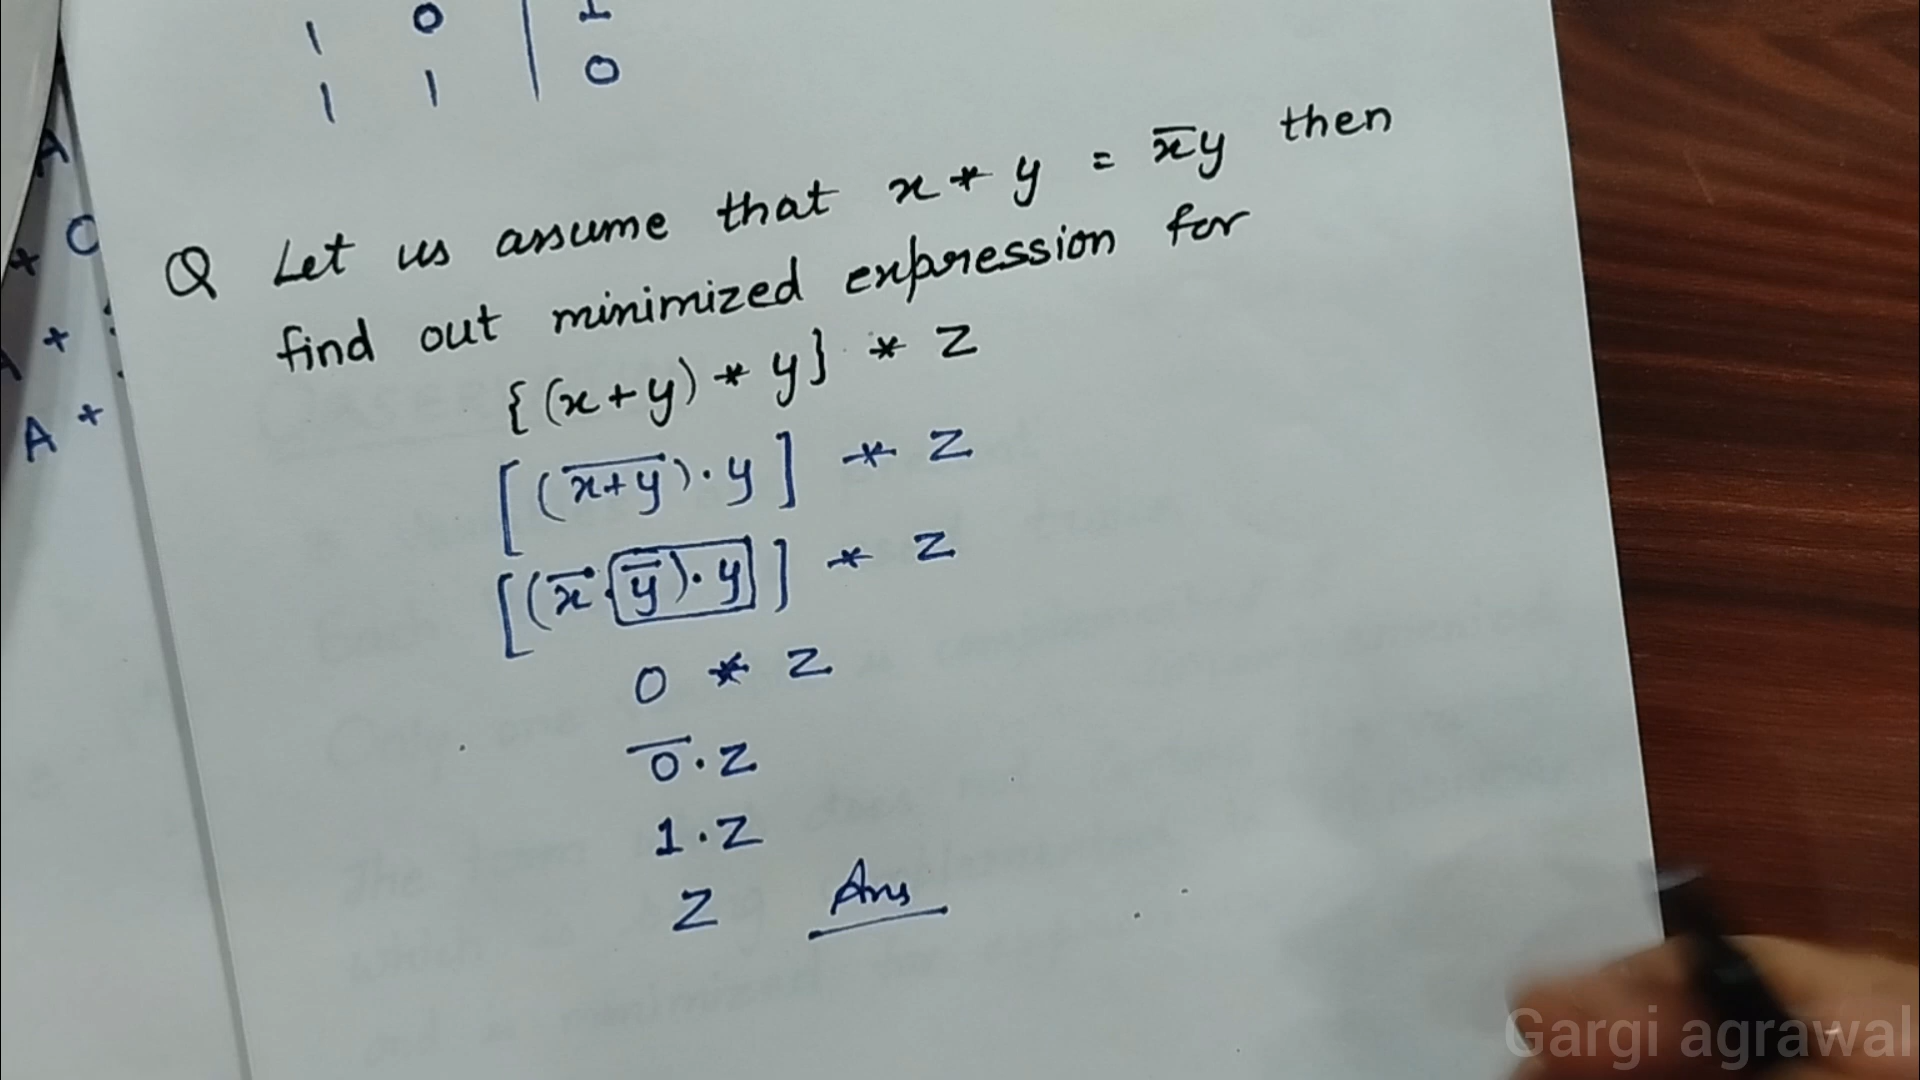 1 0 | 1
1 1 | 0
A
+ 0
+
A +
Q Let us assume that x * y = x̅y then
find out minimized expression for
{(x+y) * y} * Z
[(x̅+̅y̅)·y] * Z
[(x̅·y̅)·y] * Z
0 * Z
0̅·Z
1·Z
Z Ans
Gargi agrawal